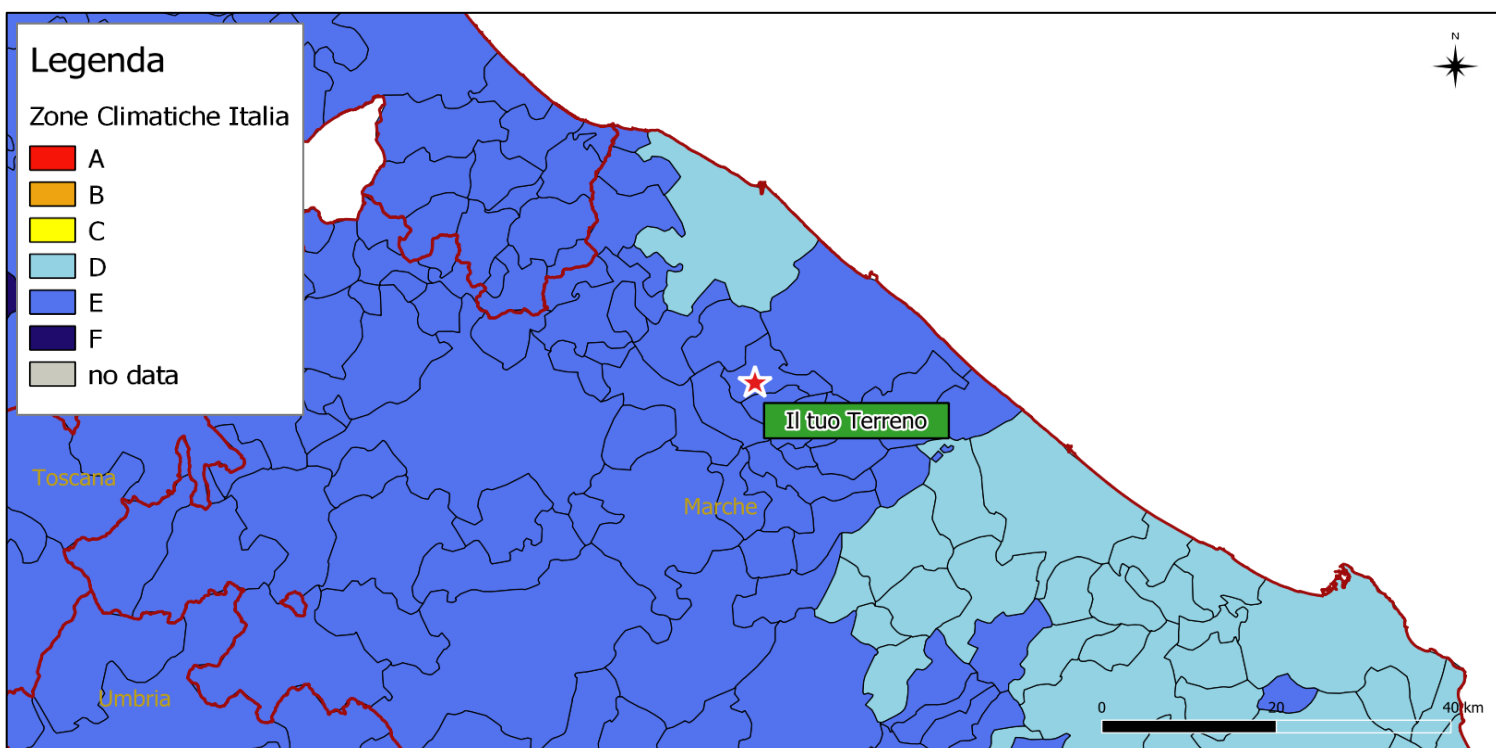 Legenda
Zone Climatiche Italia
A
B
C
D
E
F
no data
N
Il tuo Terreno
Toscana
Marche
Umbria
0 20 40 km